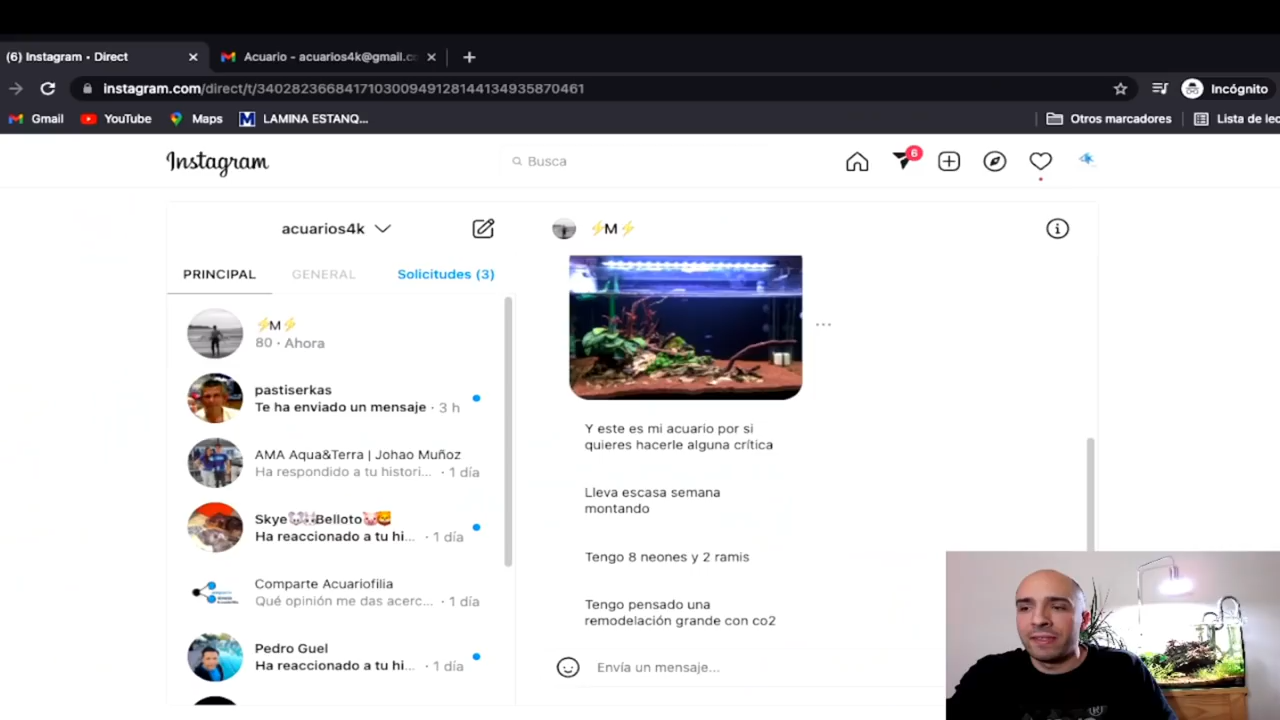 (6) Instagram • Direct
Acuario - acuarios4k@gmail.c
instagram.com/direct/t/340282366841710300949128144134935870461
Incógnito
Gmail
YouTube
Maps
LAMINA ESTANQ...
Otros marcadores
Lista de lec
Instagram
Busca
6
acuarios4k
⚡M⚡
PRINCIPAL
GENERAL
Solicitudes (3)
⚡M⚡
80 · Ahora
pastiserkas
Te ha enviado un mensaje · 3 h
AMA Aqua&Terra | Johao Muñoz
Ha respondido a tu histori... · 1 día
Skye🐨🐭Belloto🐷🦁
Ha reaccionado a tu hi... · 1 día
Comparte Acuariofilia
Qué opinión me das acerc... · 1 día
Pedro Guel
Ha reaccionado a tu hi... · 1 día
Y este es mi acuario por si
quieres hacerle alguna crítica
Lleva escasa semana
montando
Tengo 8 neones y 2 ramis
Tengo pensado una
remodelación grande con co2
Envía un mensaje...